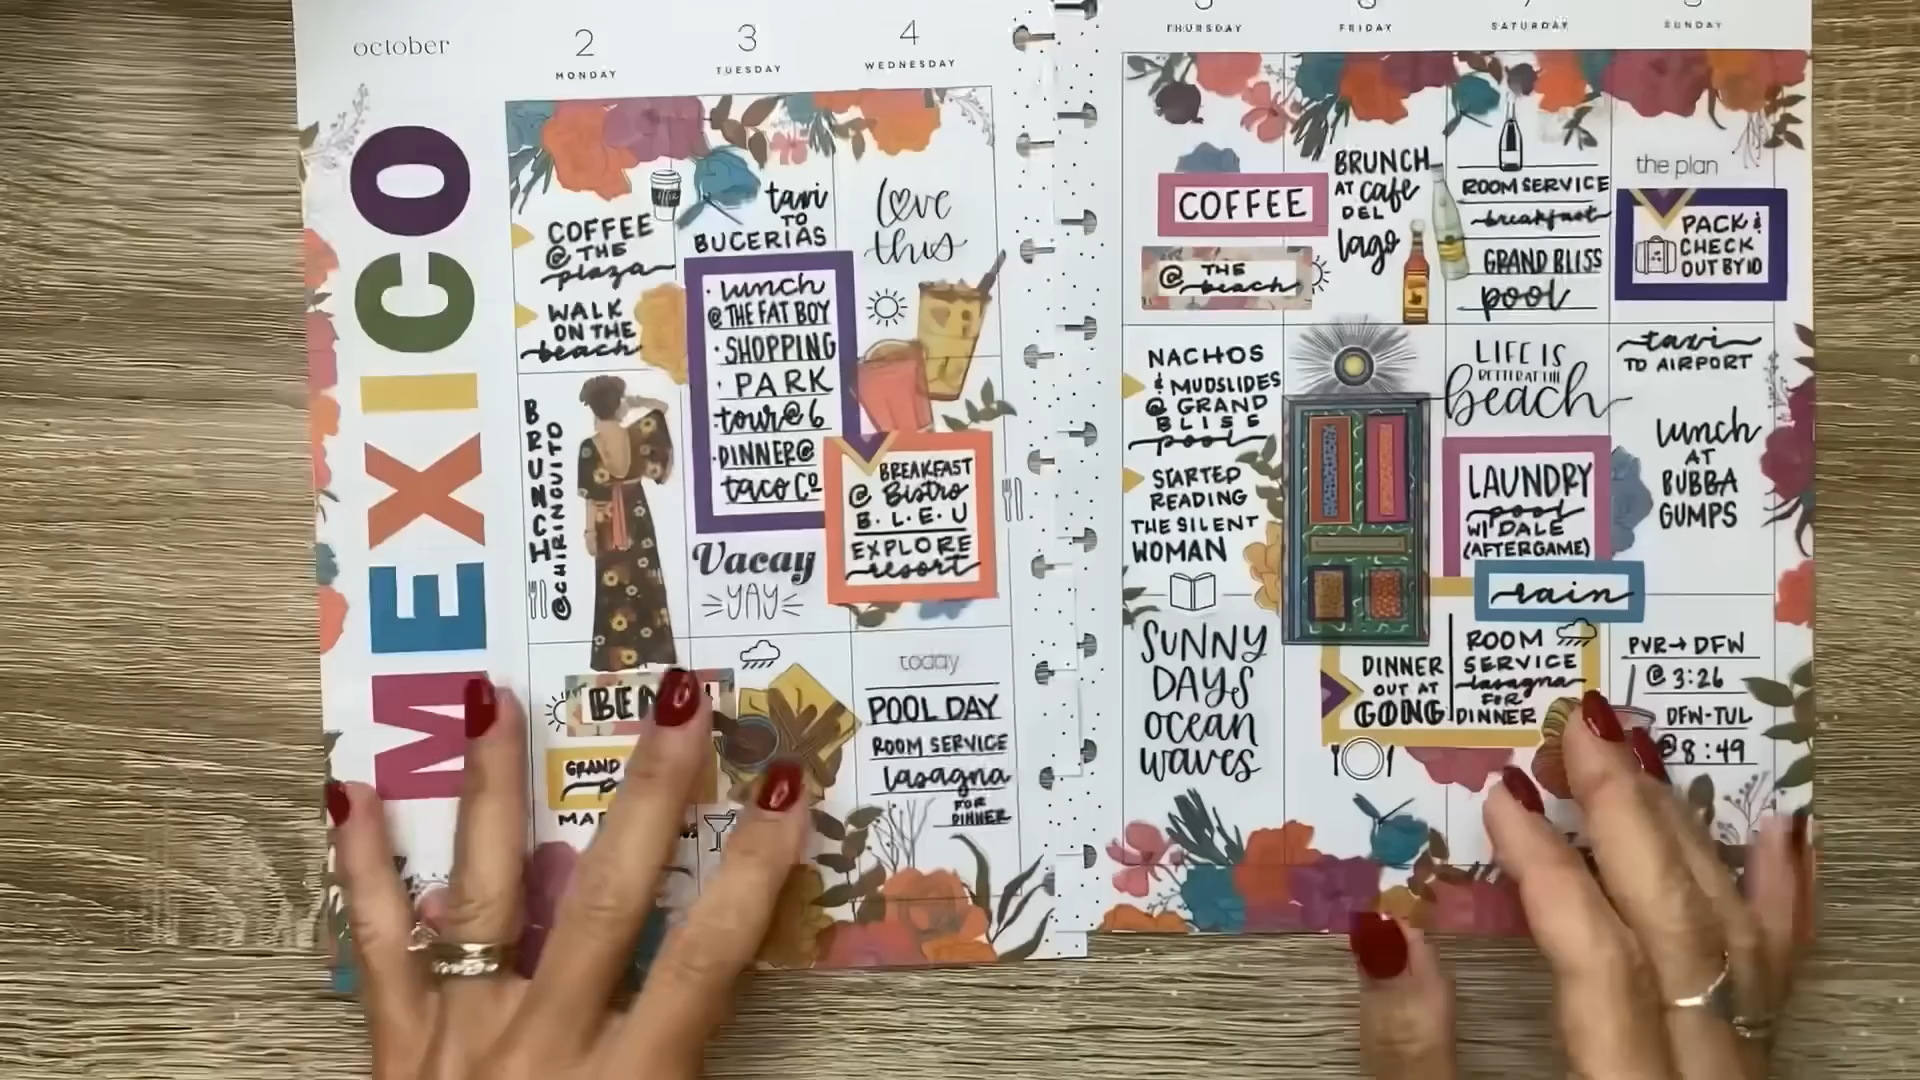 october
2
MONDAY
3
TUESDAY
4
WEDNESDAY
THURSDAY
FRIDAY
SATURDAY
SUNDAY
MEXICO
COFFEE
@ THE
plaza
WALK
ON THE
beach
BRUNCH
@CHIRINGUITO
GRAND
taxi
TO
BUCERIAS
· lunch
@ THE FAT BOY
· SHOPPING
· PARK
· tour@6
· DINNER@
taco Co
Vacay
YAY
love
this
BREAKFAST
@ Bistro
B.L.E.U
EXPLORE
resort
today
POOL DAY
ROOM SERVICE
lasagna
FOR
DINNER
COFFEE
@ THE
beach
NACHOS
& MUDSLIDES
@ GRAND
BLISS
pool
STARTED
READING
THE SILENT
WOMAN
SUNNY
DAYS
ocean
waves
BRUNCH
AT cafe
DEL
lago
DINNER
OUT AT
GONG
ROOM SERVICE
breakfast
GRAND BLISS
pool
LIFE IS
BETTER AT THE
beach
LAUNDRY
pool
W/ DALE
(AFTERGAME)
rain
ROOM
SERVICE
lasagna
FOR
DINNER
the plan
PACK &
CHECK
OUT BY 10
taxi
TO AIRPORT
lunch
AT
BUBBA
GUMPS
PVR→DFW
@ 3:26
DFW-TUL
@ 8:49